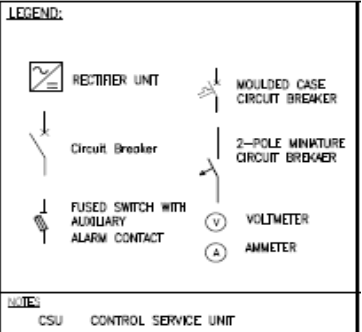 LEGEND:
RECTIFIER UNIT
Circuit Breaker
FUSED SWITCH WITH
AUXILIARY
ALARM CONTACT
MOULDED CASE
CIRCUIT BREAKER
2-POLE MINIATURE
CIRCUIT BREKAER
V VOLTMETER
A AMMETER
NOTES
CSU CONTROL SERVICE UNIT